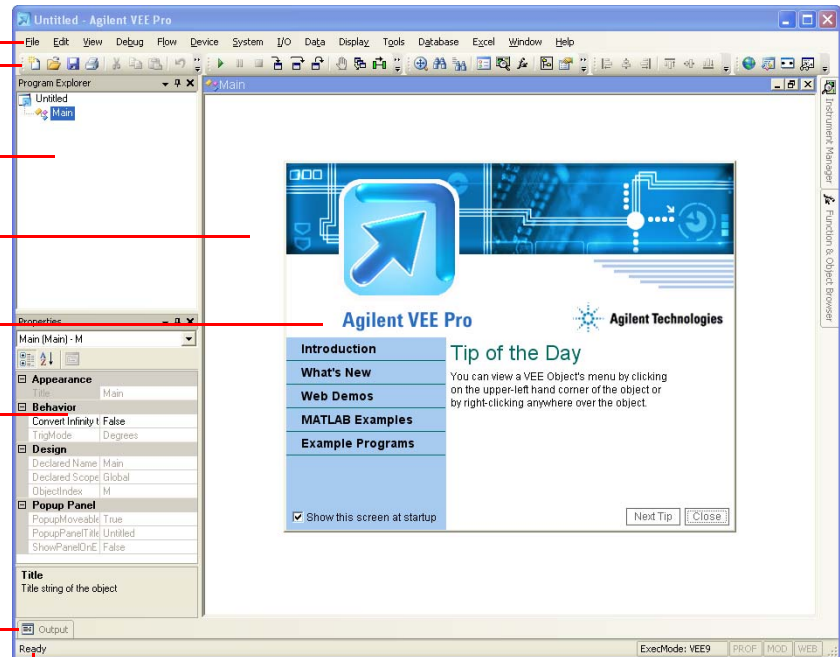 Untitled - Agilent VEE Pro
File Edit View Debug Flow Device System I/O Data Display Tools Database Excel Window Help
Program Explorer
Untitled
Main
Main
Instrument Manager
Function & Object Browser
Agilent VEE Pro
Agilent Technologies
Introduction
What's New
Web Demos
MATLAB Examples
Example Programs
Show this screen at startup
Tip of the Day
You can view a VEE Object's menu by clicking
on the upper-left hand corner of the object or
by right-clicking anywhere over the object.
Next Tip Close
Properties
Main (Main) - M
Appearance
Title Main
Behavior
Convert Infinity t False
TrigMode Degrees
Design
Declared Name Main
Declared Scope Global
ObjectIndex M
Popup Panel
PopupMoveable True
PopupPanelTitle Untitled
ShowPanelOnE False
Title
Title string of the object
Output
Ready
ExecMode: VEE9 PROF MOD WEB